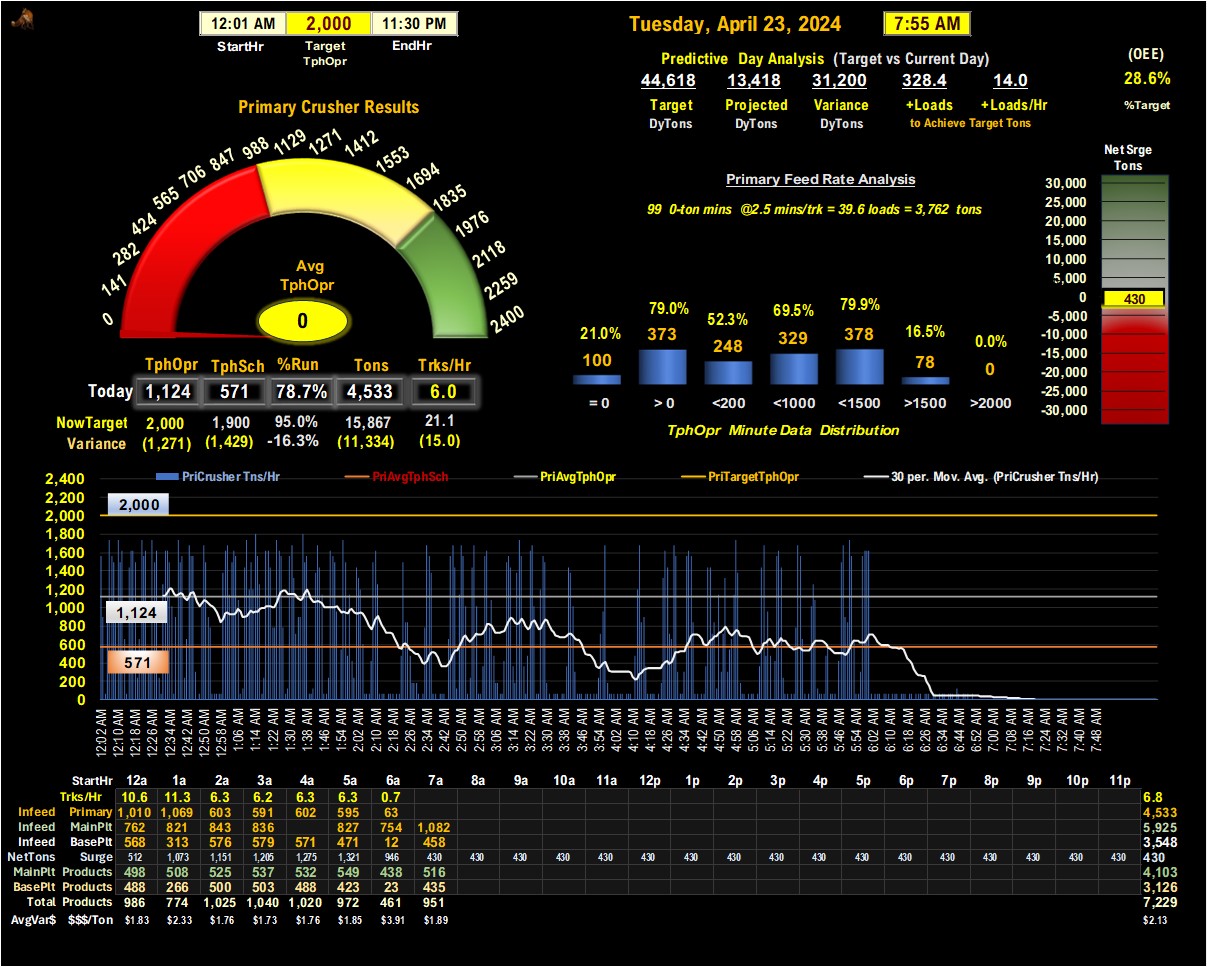 12:01 AM 2,000 11:30 PM
StartHr Target EndHr
TphOpr
Tuesday, April 23, 2024 7:55 AM
Predictive Day Analysis (Target vs Current Day)
44,618 13,418 31,200 328.4 14.0
Target Projected Variance +Loads +Loads/Hr
DyTons DyTons DyTons to Achieve Target Tons
(OEE)
28.6%
%Target
Primary Crusher Results
0 141 282 424 565 706 847 988 1129 1271 1412 1553 1694 1835 1976 2118 2259 2400
Avg
TphOpr
0
TphOpr TphSch %Run Tons Trks/Hr
Today 1,124 571 78.7% 4,533 6.0
NowTarget 2,000 1,900 95.0% 15,867 21.1
Variance (1,271) (1,429) -16.3% (11,334) (15.0)
Primary Feed Rate Analysis
99 0-ton mins @2.5 mins/trk = 39.6 loads = 3,762 tons
21.0% 79.0% 52.3% 69.5% 79.9% 16.5% 0.0%
100 373 248 329 378 78 0
= 0 > 0 <200 <1000 <1500 >1500 >2000
TphOpr Minute Data Distribution
Net Srge
Tons
30,000
25,000
20,000
15,000
10,000
5,000
0
430
-5,000
-10,000
-15,000
-20,000
-25,000
-30,000
PriCrusher Tns/Hr PriAvgTphSch PriAvgTphOpr PriTargetTphOpr 30 per. Mov. Avg. (PriCrusher Tns/Hr)
2,400
2,200
2,000
1,800
1,600
1,400
1,200
1,000
800
600
400
200
0
2,000
1,124
571
12:02 AM 12:10 AM 12:18 AM 12:26 AM 12:34 AM 12:42 AM 12:50 AM 12:58 AM 1:06 AM 1:14 AM 1:22 AM 1:30 AM 1:38 AM 1:46 AM 1:54 AM 2:02 AM 2:10 AM 2:18 AM 2:26 AM 2:34 AM 2:42 AM 2:50 AM 2:58 AM 3:06 AM 3:14 AM 3:22 AM 3:30 AM 3:38 AM 3:46 AM 3:54 AM 4:02 AM 4:10 AM 4:18 AM 4:26 AM 4:34 AM 4:42 AM 4:50 AM 4:58 AM 5:06 AM 5:14 AM 5:22 AM 5:30 AM 5:38 AM 5:46 AM 5:54 AM 6:02 AM 6:10 AM 6:18 AM 6:26 AM 6:34 AM 6:44 AM 6:52 AM 7:00 AM 7:08 AM 7:16 AM 7:24 AM 7:32 AM 7:40 AM 7:48 AM
StartHr 12a 1a 2a 3a 4a 5a 6a 7a 8a 9a 10a 11a 12p 1p 2p 3p 4p 5p 6p 7p 8p 9p 10p 11p
Trks/Hr 10.6 11.3 6.3 6.2 6.3 6.3 0.7 6.8
Infeed Primary 1,010 1,069 603 591 602 595 63 4,533
Infeed MainPlt 762 821 843 836 827 754 1,082 5,925
Infeed BasePlt 568 313 576 579 571 471 12 458 3,548
NetTons Surge 512 1,073 1,151 1,205 1,275 1,321 946 430 430 430 430 430 430 430 430 430 430 430 430 430 430 430 430 430 430
MainPlt Products 498 508 525 537 532 549 438 516 4,103
BasePlt Products 488 266 500 503 488 423 23 435 3,126
Total Products 986 774 1,025 1,040 1,020 972 461 951 7,229
AvgVar$ $$$/Ton $1.83 $2.33 $1.76 $1.73 $1.76 $1.85 $3.91 $1.89 $2.13